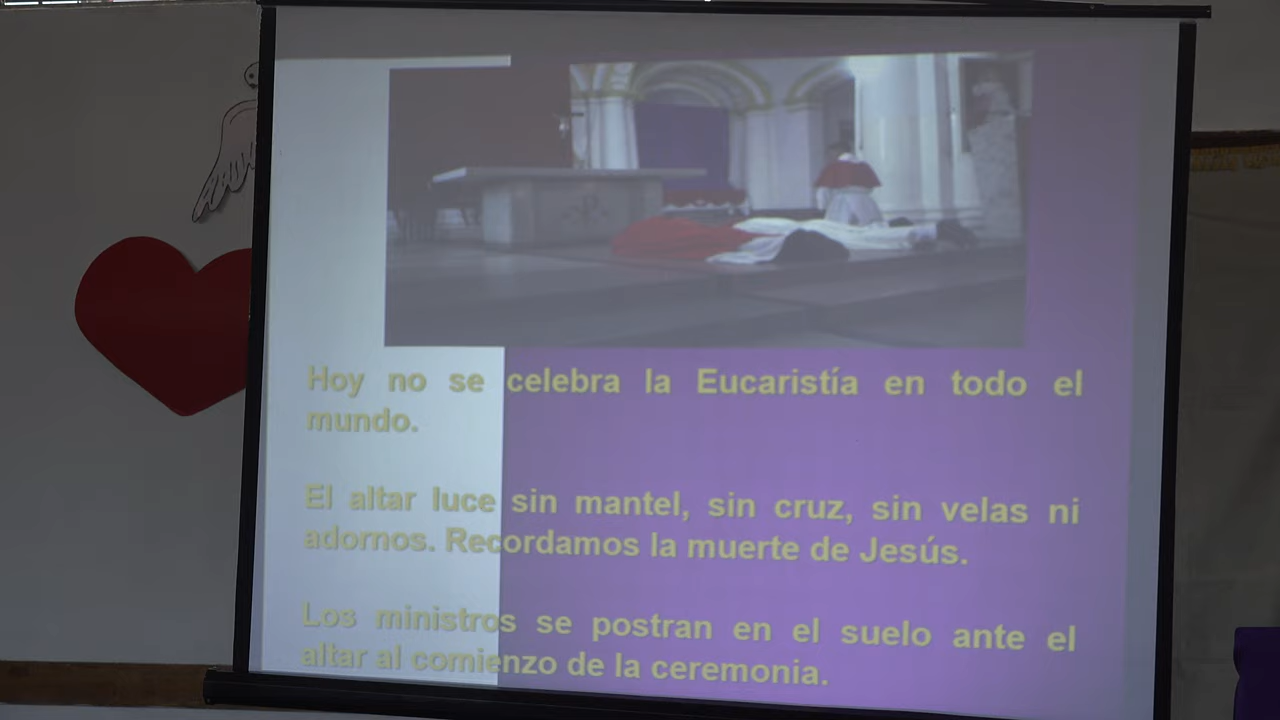 Hoy no se celebra la Eucaristía en todo el
mundo.
El altar luce sin mantel, sin cruz, sin velas ni
adornos. Recordamos la muerte de Jesús.
Los ministros se postran en el suelo ante el
altar al comienzo de la ceremonia.